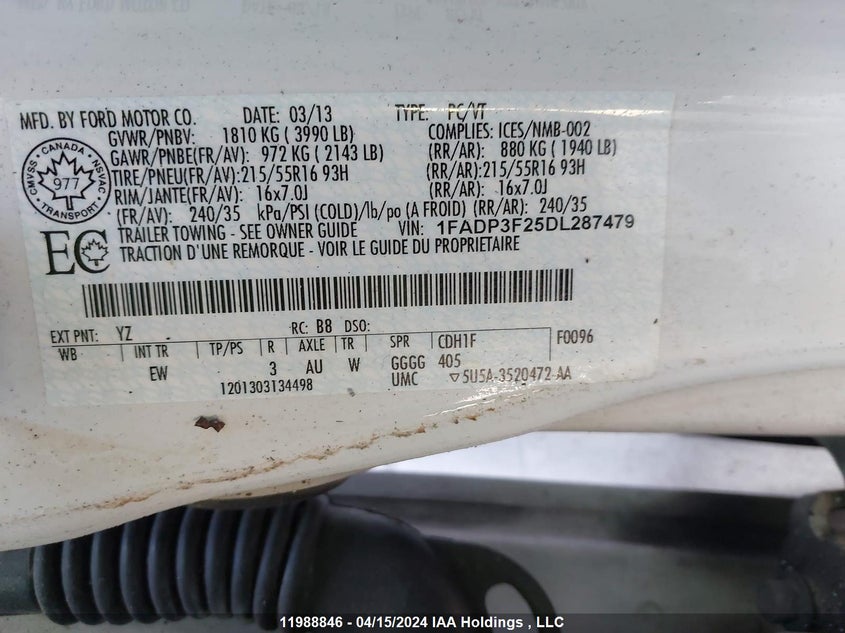 MFD. BY FORD MOTOR CO. DATE: 03/13 TYPE: PC/VT
GVWR/PNBV: 1810 KG ( 3990 LB) COMPLIES: ICES/NMB-002
GAWR/PNBE(FR/AV): 972 KG ( 2143 LB) (RR/AR): 880 KG ( 1940 LB)
TIRE/PNEU(FR/AV):215/55R16 93H (RR/AR):215/55R16 93H
RIM/JANTE(FR/AV): 16x7.0J (RR/AR): 16x7.0J
(FR/AV): 240/35 kPa/PSI (COLD)/lb/po (A FROID) (RR/AR): 240/35
TRAILER TOWING - SEE OWNER GUIDE VIN: 1FADP3F25DL287479
TRACTION D'UNE REMORQUE - VOIR LE GUIDE DU PROPRIETAIRE
CANADA
CMVSS
NSVAC
977
TRANSPORT
EC
EXT PNT: YZ RC: B8 DSO:
WB INT TR TP/PS R AXLE TR SPR CDH1F F0096
EW 3 AU W GGGG 405
1201303134498 UMC ▽5U5A-3520472-AA
11988846 - 04/15/2024 IAA Holdings , LLC